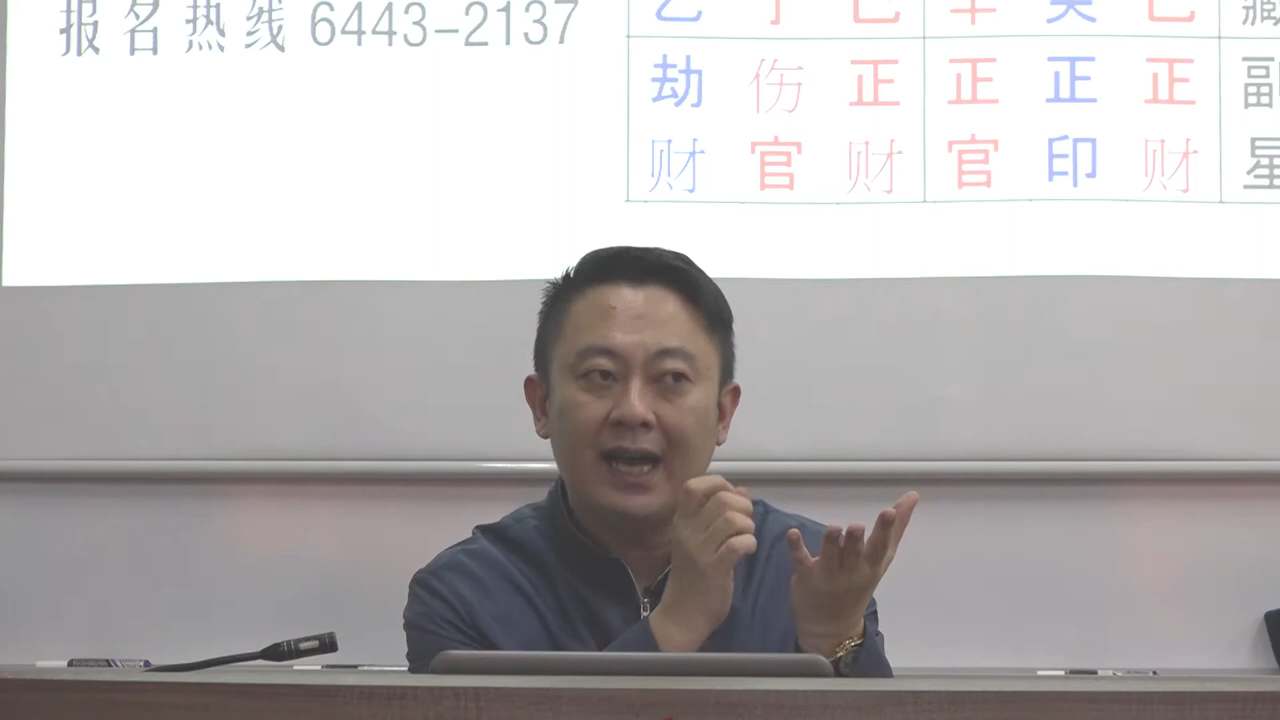 报名热线 6443-2137
劫 伤 正 正 正 正 副
财 官 财 官 印 财 星